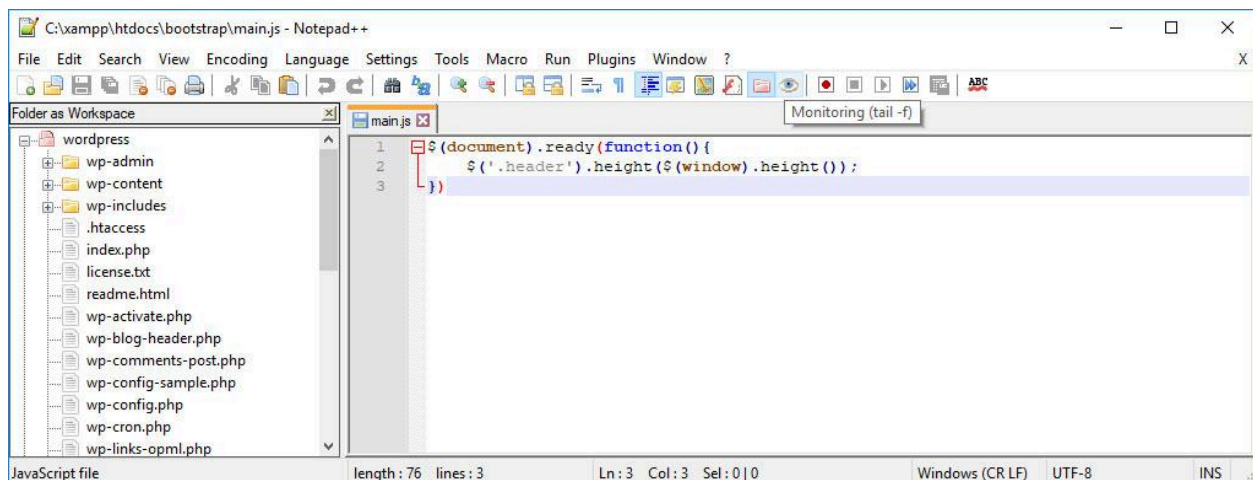 C:\xampp\htdocs\bootstrap\main.js - Notepad++
File Edit Search View Encoding Language Settings Tools Macro Run Plugins Window ? X
ABC
Monitoring (tail -f)
Folder as Workspace
wordpress
wp-admin
wp-content
wp-includes
.htaccess
index.php
license.txt
readme.html
wp-activate.php
wp-blog-header.php
wp-comments-post.php
wp-config-sample.php
wp-config.php
wp-cron.php
wp-links-opml.php
main.js
1 $(document).ready(function(){
2 $('.header').height($(window).height());
3 })
JavaScript file length : 76 lines : 3 Ln : 3 Col : 3 Sel : 0 | 0 Windows (CR LF) UTF-8 INS